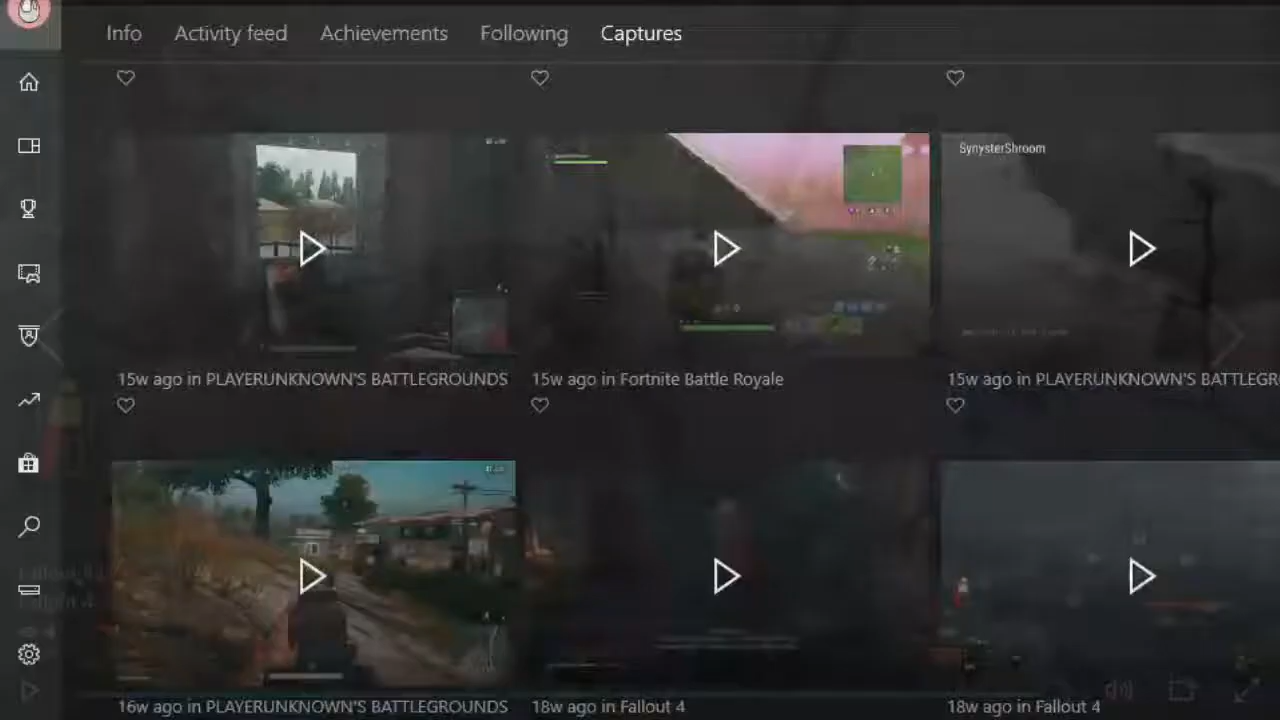 Info Activity feed Achievements Following Captures
SynysterShroom
15w ago in PLAYERUNKNOWN'S BATTLEGROUNDS
15w ago in Fortnite Battle Royale
15w ago in PLAYERUNKNOWN'S BATTLEGR
16w ago in PLAYERUNKNOWN'S BATTLEGROUNDS
18w ago in Fallout 4
18w ago in Fallout 4
Fallout 4